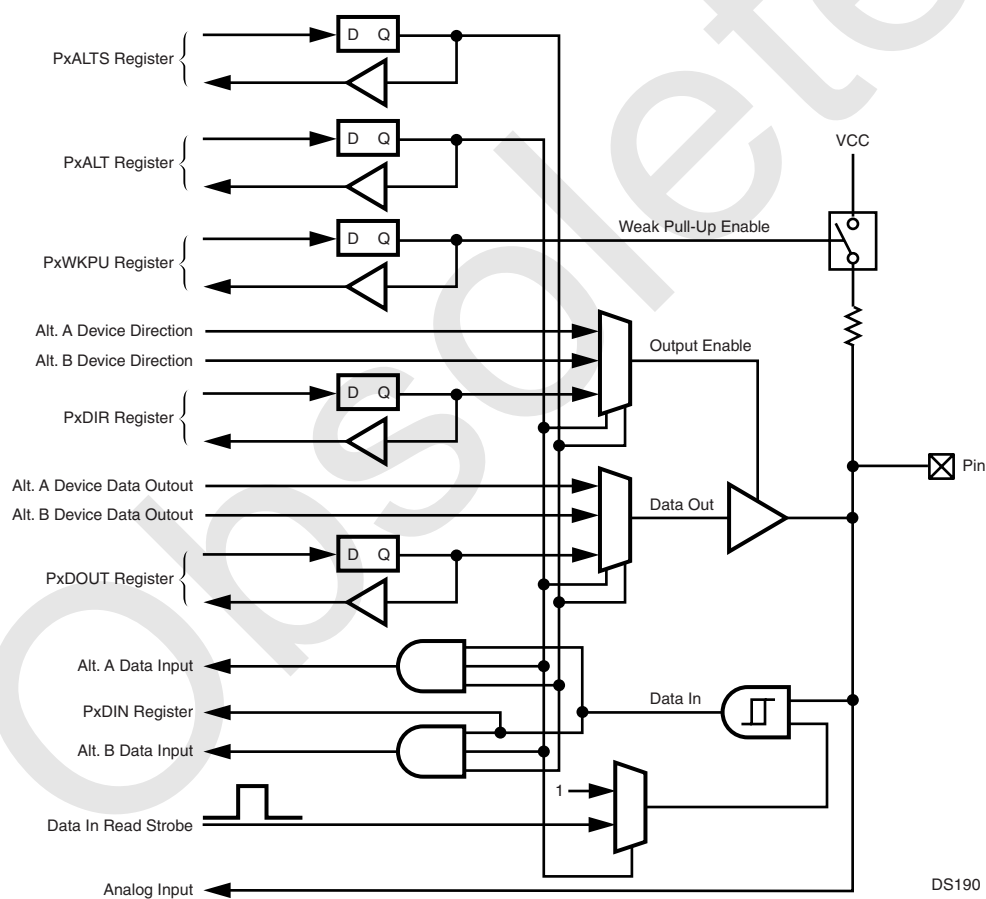 Obsolete
D Q
PxALTS Register
D Q
PxALT Register
VCC
D Q
Weak Pull-Up Enable
PxWKPU Register
Alt. A Device Direction
Output Enable
Alt. B Device Direction
D Q
PxDIR Register
Pin
Alt. A Device Data Outout
Data Out
Alt. B Device Data Outout
D Q
PxDOUT Register
Alt. A Data Input
Data In
PxDIN Register
Alt. B Data Input
1
Data In Read Strobe
Analog Input
DS190